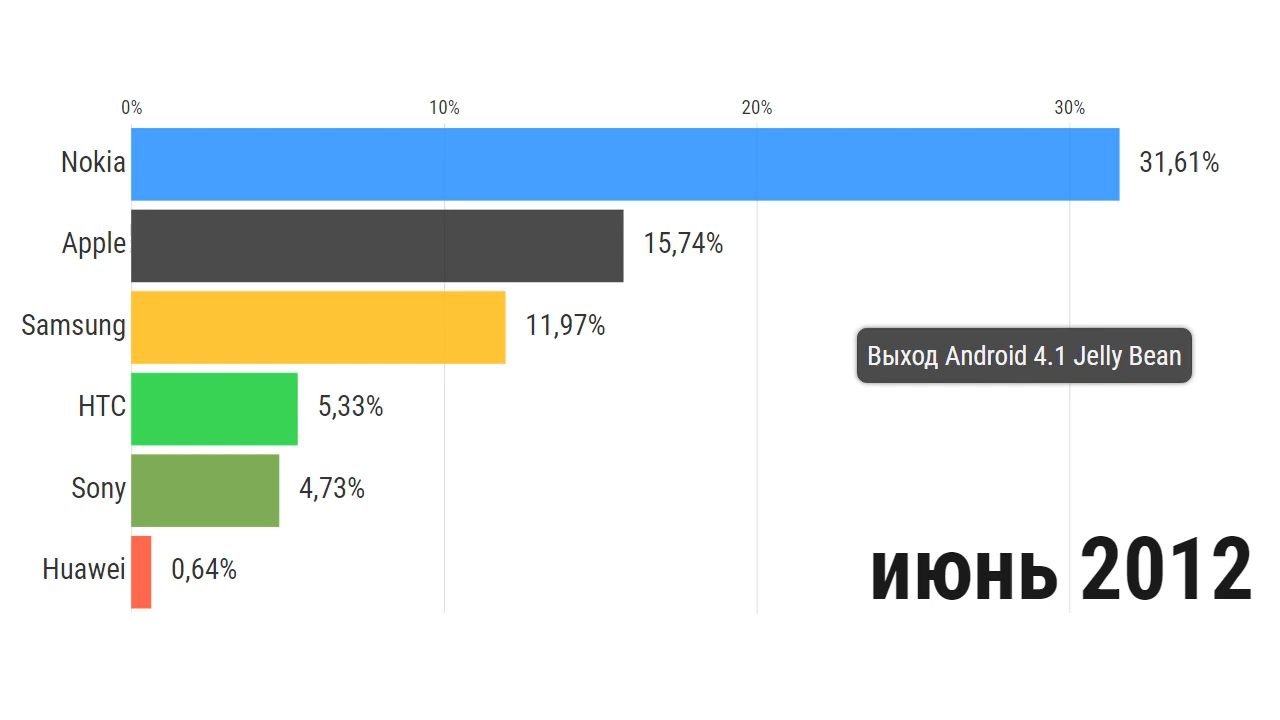 0% 10% 20% 30%
Nokia 31,61%
Apple 15,74%
Samsung 11,97%
Выход Android 4.1 Jelly Bean
HTC 5,33%
Sony 4,73%
Huawei 0,64%
июнь 2012